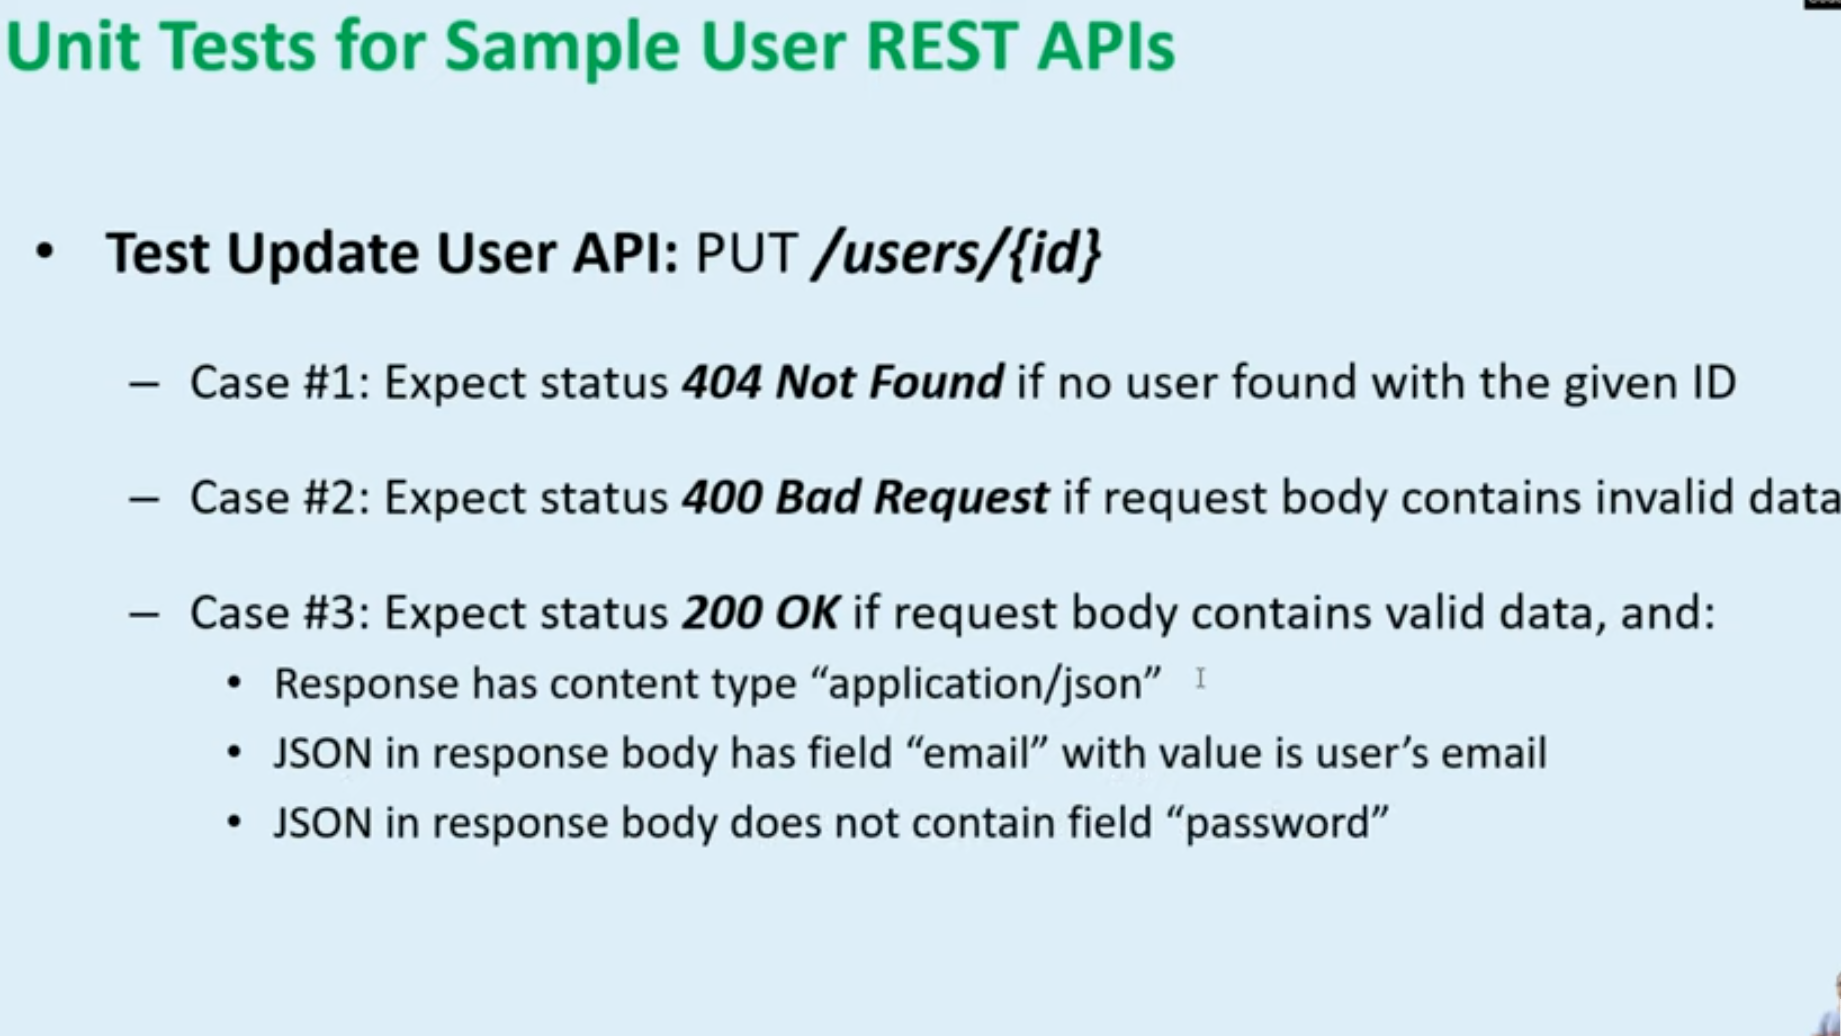 Unit Tests for Sample User REST APIs
• Test Update User API: PUT /users/{id}
– Case #1: Expect status 404 Not Found if no user found with the given ID
– Case #2: Expect status 400 Bad Request if request body contains invalid data
– Case #3: Expect status 200 OK if request body contains valid data, and:
• Response has content type “application/json”
• JSON in response body has field “email” with value is user’s email
• JSON in response body does not contain field “password”